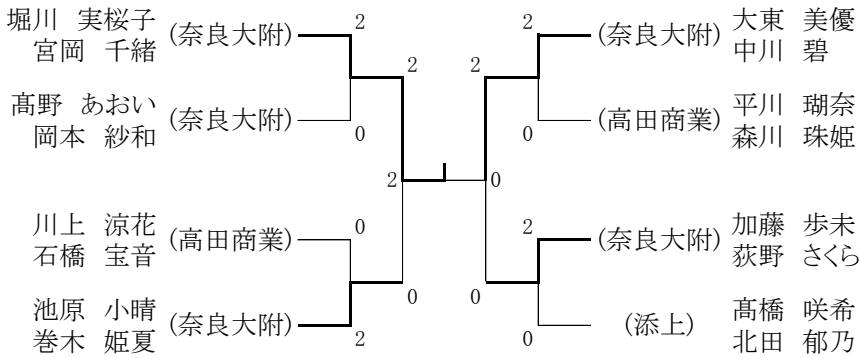 堀川 実桜子
宮岡 千緒
(奈良大附)
2
髙野 あおい
岡本 紗和
(奈良大附)
0
2
川上 涼花
石橋 宝音
(高田商業)
0
池原 小晴
巻木 姫夏
(奈良大附)
2
0
2
0
2
大東 美優
中川 碧
(奈良大附)
2
平川 瑚奈
森川 珠姫
(高田商業)
0
加藤 歩未
荻野 さくら
(奈良大附)
2
0
髙橋 咲希
北田 郁乃
(添上)
0